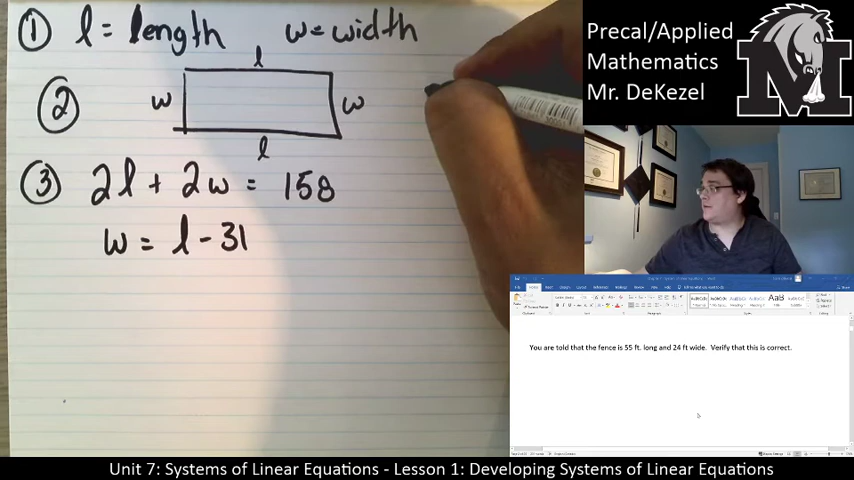 ① l = length w = width
l
② w w
l
③ 2l + 2w = 158
w = l - 31
Precal/Applied
Mathematics
Mr. DeKezel
M
You are told that the fence is 55 ft. long and 24 ft wide. Verify that this is correct.
Unit 7: Systems of Linear Equations - Lesson 1: Developing Systems of Linear Equations